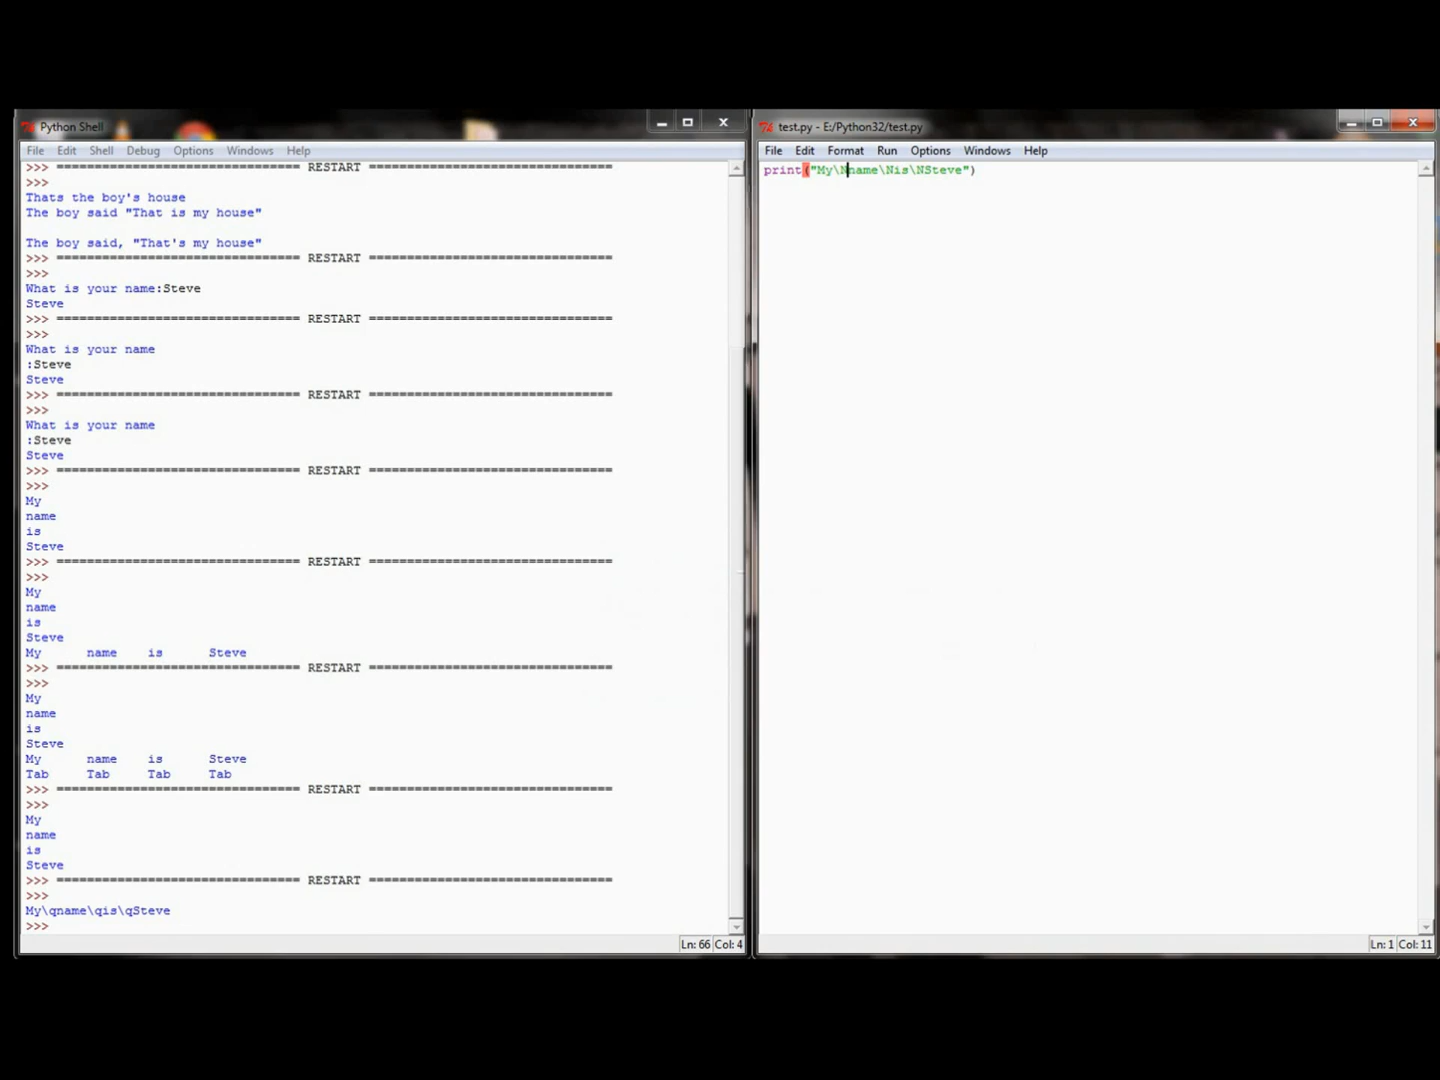 Python Shell
File Edit Shell Debug Options Windows Help
>>> ================================ RESTART ================================
>>>
Thats the boy's house
The boy said "That is my house"
The boy said, "That's my house"
>>> ================================ RESTART ================================
>>>
What is your name:Steve
Steve
>>> ================================ RESTART ================================
>>>
What is your name
:Steve
Steve
>>> ================================ RESTART ================================
>>>
What is your name
:Steve
Steve
>>> ================================ RESTART ================================
>>>
My
name
is
Steve
>>> ================================ RESTART ================================
>>>
My
name
is
Steve
My name is Steve
>>> ================================ RESTART ================================
>>>
My
name
is
Steve
My name is Steve
Tab Tab Tab Tab
>>> ================================ RESTART ================================
>>>
My
name
is
Steve
>>> ================================ RESTART ================================
>>>
My\qname\qis\qSteve
>>>
Ln: 66 Col: 4
test.py - E:/Python32/test.py
File Edit Format Run Options Windows Help
print("My\Nname\Nis\NSteve")
Ln: 1 Col: 11